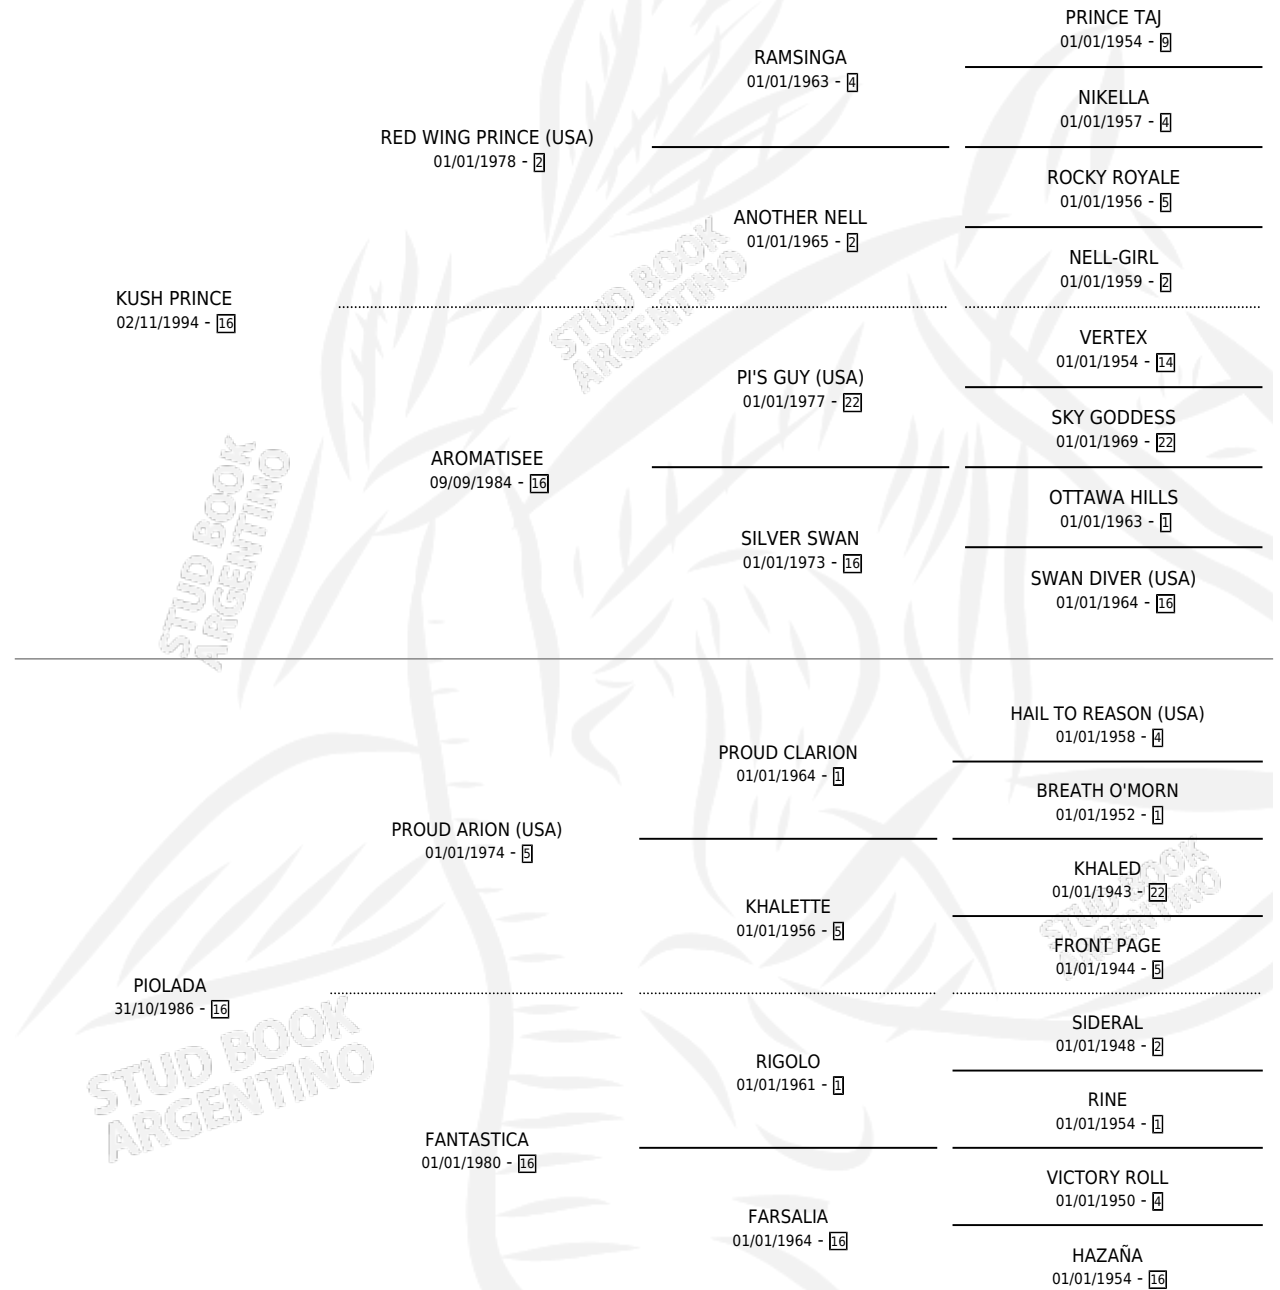 PRINCE TAJ
01/01/1954 - 9
RAMSINGA
01/01/1963 - 4
NIKELLA
01/01/1957 - 4
RED WING PRINCE (USA)
01/01/1978 - 2
ROCKY ROYALE
01/01/1956 - 5
ANOTHER NELL
01/01/1965 - 2
NELL-GIRL
01/01/1959 - 2
KUSH PRINCE
02/11/1994 - 16
VERTEX
01/01/1954 - 14
PI'S GUY (USA)
01/01/1977 - 22
SKY GODDESS
01/01/1969 - 22
AROMATISEE
09/09/1984 - 16
OTTAWA HILLS
01/01/1963 - 1
SILVER SWAN
01/01/1973 - 16
SWAN DIVER (USA)
01/01/1964 - 16
HAIL TO REASON (USA)
01/01/1958 - 4
PROUD CLARION
01/01/1964 - 1
BREATH O'MORN
01/01/1952 - 1
PROUD ARION (USA)
01/01/1974 - 5
KHALED
01/01/1943 - 22
KHALETTE
01/01/1956 - 5
FRONT PAGE
01/01/1944 - 5
PIOLADA
31/10/1986 - 16
SIDERAL
01/01/1948 - 2
RIGOLO
01/01/1961 - 1
RINE
01/01/1954 - 1
FANTASTICA
01/01/1980 - 16
VICTORY ROLL
01/01/1950 - 4
FARSALIA
01/01/1964 - 16
HAZAÑA
01/01/1954 - 16
STUD BOOK
ARGENTINO
STUD BOOK
ARGENTINO
STUD BOOK
ARGENTINO
STUD BOOK
ARGENTINO